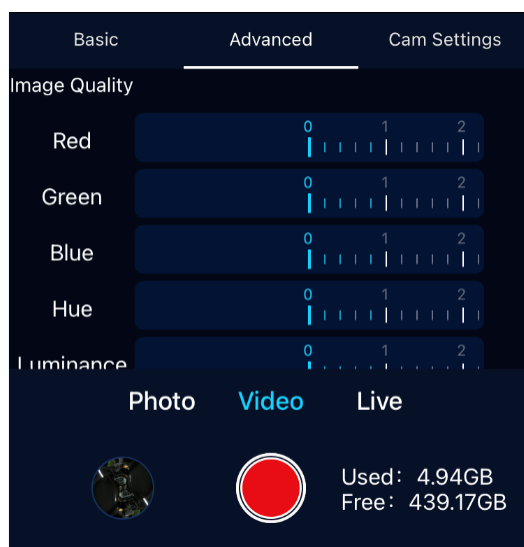 Basic Advanced Cam Settings
Image Quality
Red 0 1 2
Green 0 1 2
Blue 0 1 2
Hue 0 1 2
Luminance 0 1 2
Photo Video Live
Used: 4.94GB
Free: 439.17GB